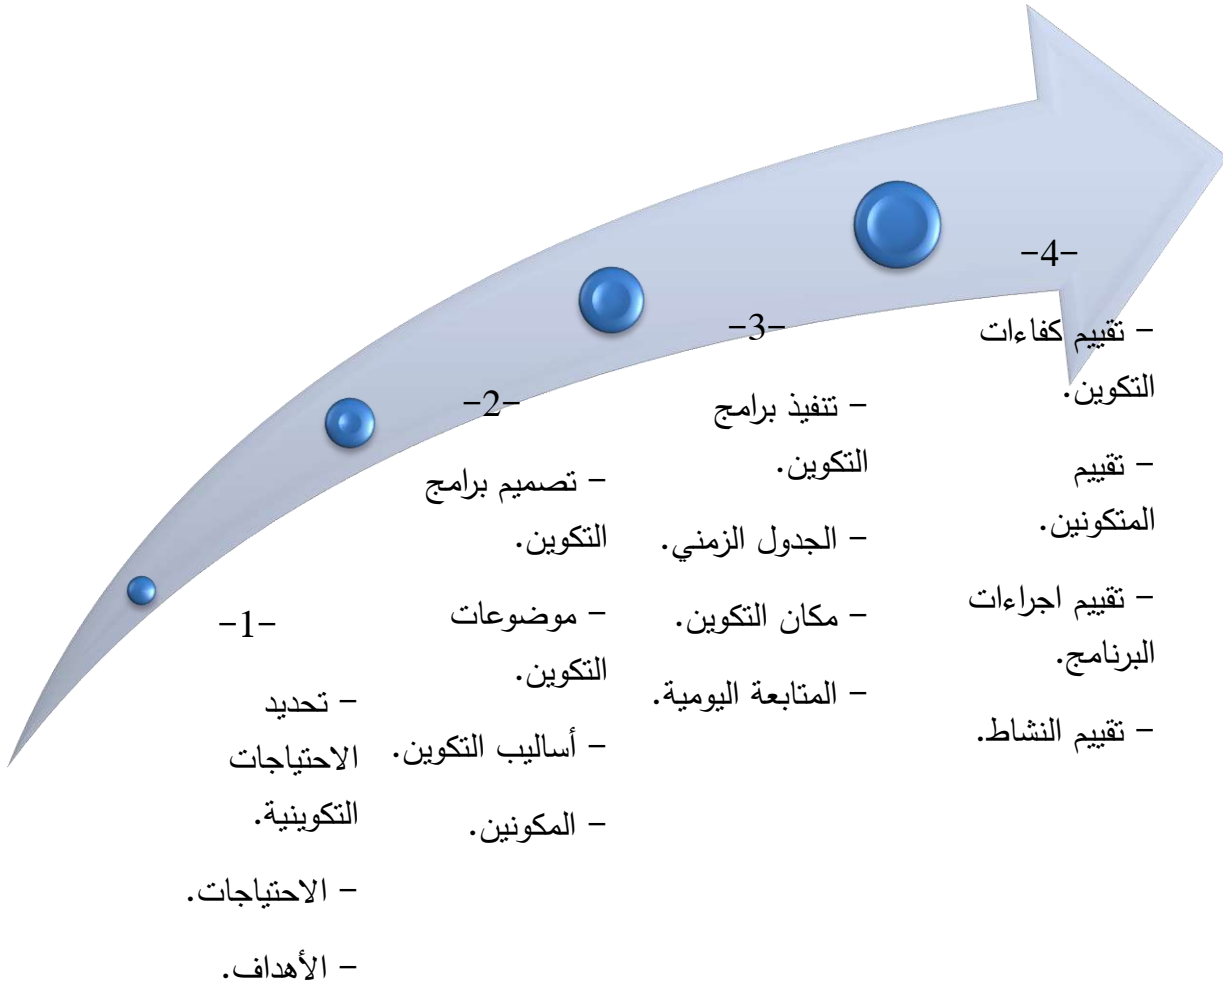 -1-
- تحديد
الاحتياجات
التكوينية.
- الاحتياجات.
- الأهداف.
-2-
- تصميم برامج
التكوين.
- موضوعات
التكوين.
- أساليب التكوين.
- المكونين.
-3-
- تنفيذ برامج
التكوين.
- الجدول الزمني.
- مكان التكوين.
- المتابعة اليومية.
-4-
- تقييم كفاءات
التكوين.
- تقييم
المتكونين.
- تقييم اجراءات
البرنامج.
- تقييم النشاط.